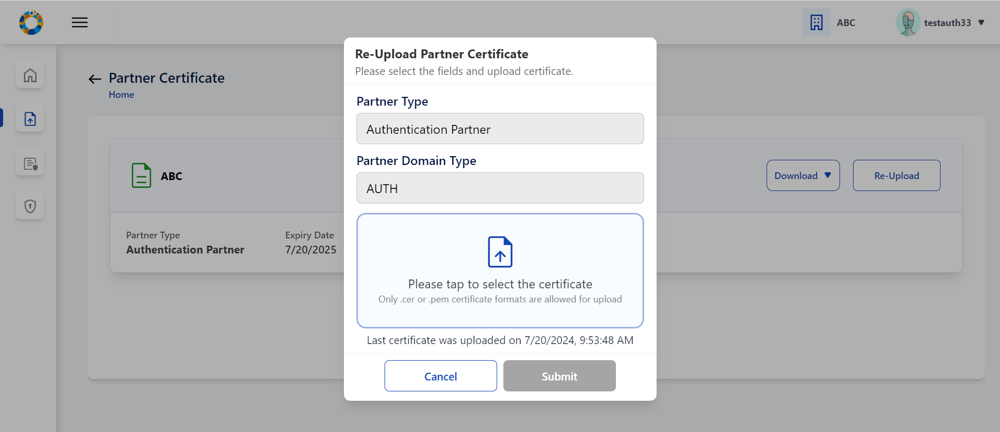 ABC
testauth33
Partner Certificate
Home
ABC
Download
Re-Upload
Partner Type
Authentication Partner
Expiry Date
7/20/2025
Re-Upload Partner Certificate
Please select the fields and upload certificate.
Partner Type
Authentication Partner
Partner Domain Type
AUTH
Please tap to select the certificate
Only .cer or .pem certificate formats are allowed for upload
Last certificate was uploaded on 7/20/2024, 9:53:48 AM
Cancel
Submit